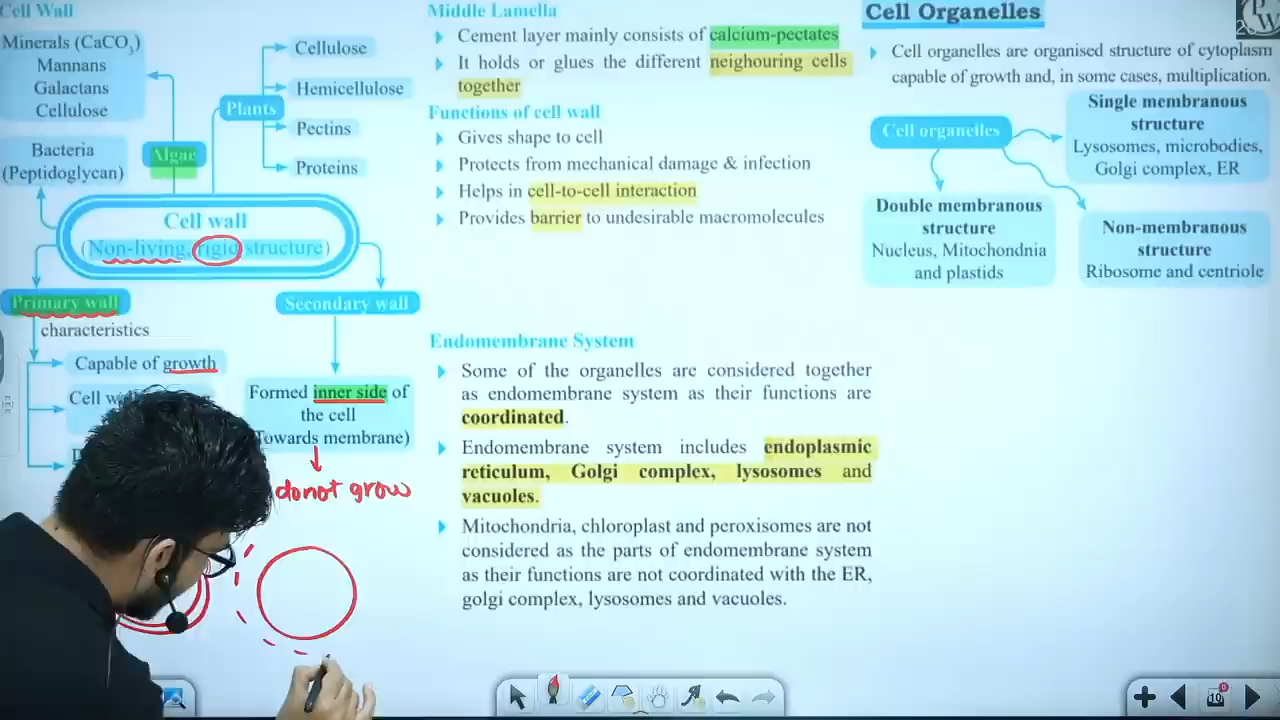 Cell Wall
Minerals (CaCO₃)
Mannans
Galactans
Cellulose
Bacteria
(Peptidoglycan)
Algae
Plants
Cellulose
Hemicellulose
Pectins
Proteins
Cell wall
(Non-living, rigid structure)
Primary wall
characteristics
Capable of growth
Cell
Secondary wall
Formed inner side of
the cell
Towards membrane)
do not grow
Middle Lamella
Cement layer mainly consists of calcium-pectates
It holds or glues the different neighouring cells
together
Functions of cell wall
Gives shape to cell
Protects from mechanical damage & infection
Helps in cell-to-cell interaction
Provides barrier to undesirable macromolecules
Endomembrane System
Some of the organelles are considered together
as endomembrane system as their functions are
coordinated.
Endomembrane system includes endoplasmic
reticulum, Golgi complex, lysosomes and
vacuoles.
Mitochondria, chloroplast and peroxisomes are not
considered as the parts of endomembrane system
as their functions are not coordinated with the ER,
golgi complex, lysosomes and vacuoles.
Cell Organelles
Cell organelles are organised structure of cytoplasm
capable of growth and, in some cases, multiplication.
Cell organelles
Single membranous
structure
Lysosomes, microbodies,
Golgi complex, ER
Double membranous
structure
Nucleus, Mitochondnia
and plastids
Non-membranous
structure
Ribosome and centriole
PW
10